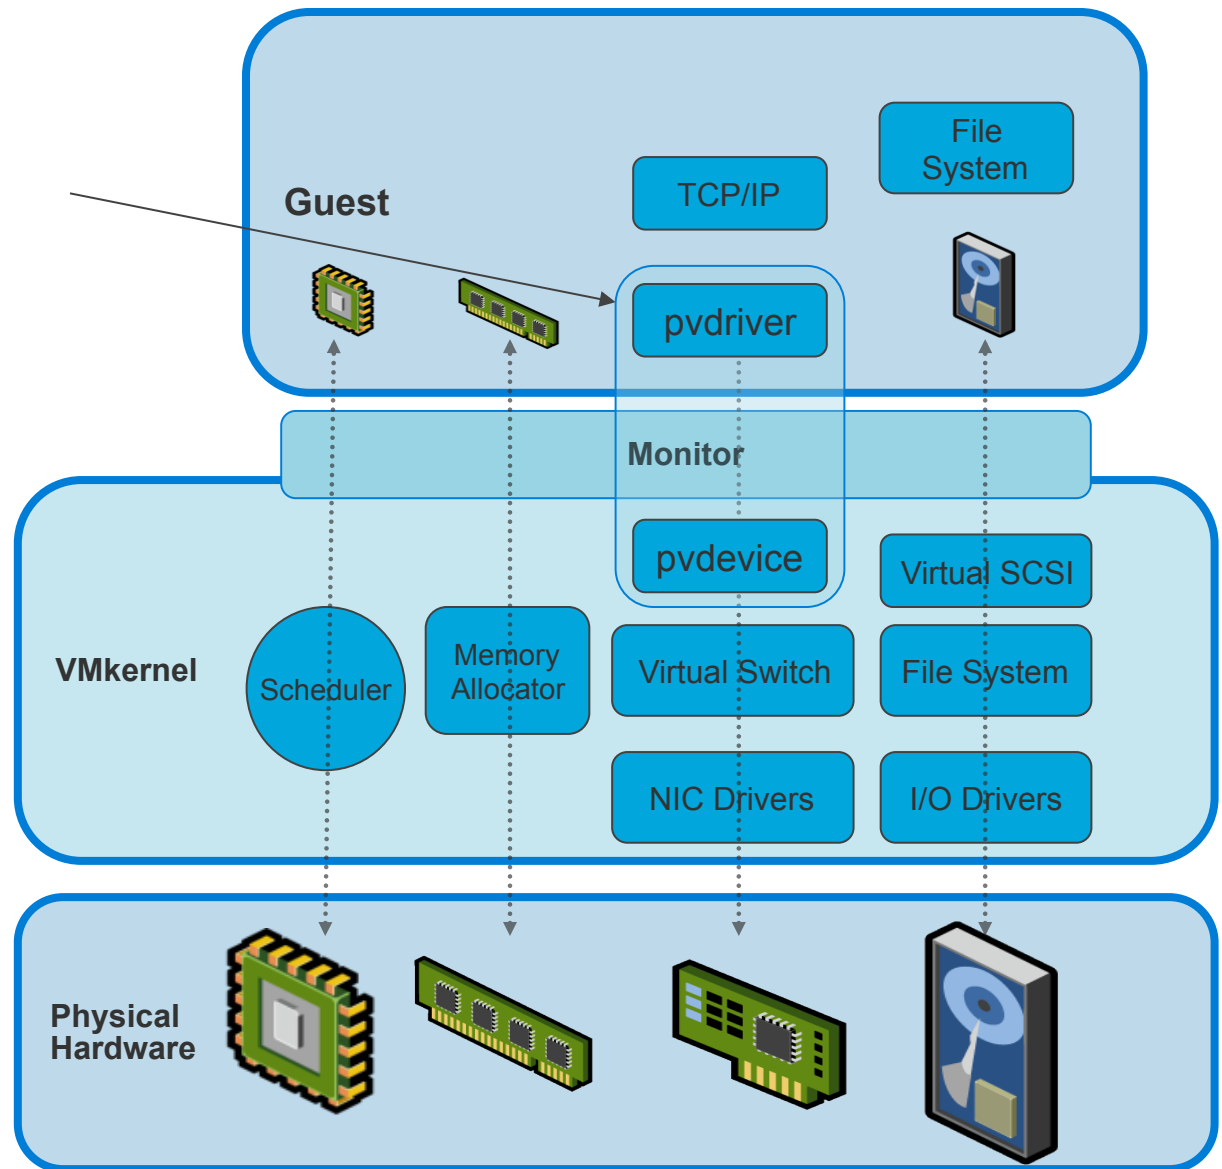 File
System
TCP/IP
Guest
pvdriver
Monitor
pvdevice
Virtual SCSI
VMkernel
Scheduler
Memory
Allocator
Virtual Switch
File System
NIC Drivers
I/O Drivers
Physical
Hardware